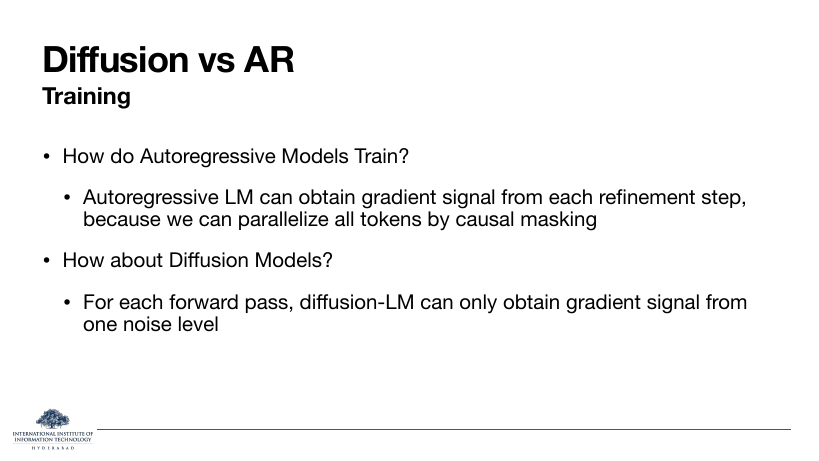 Diffusion vs AR
Training
• How do Autoregressive Models Train?
• Autoregressive LM can obtain gradient signal from each refinement step,
because we can parallelize all tokens by causal masking
• How about Diffusion Models?
• For each forward pass, diffusion-LM can only obtain gradient signal from
one noise level
INTERNATIONAL INSTITUTE OF
INFORMATION TECHNOLOGY
HYDERABAD